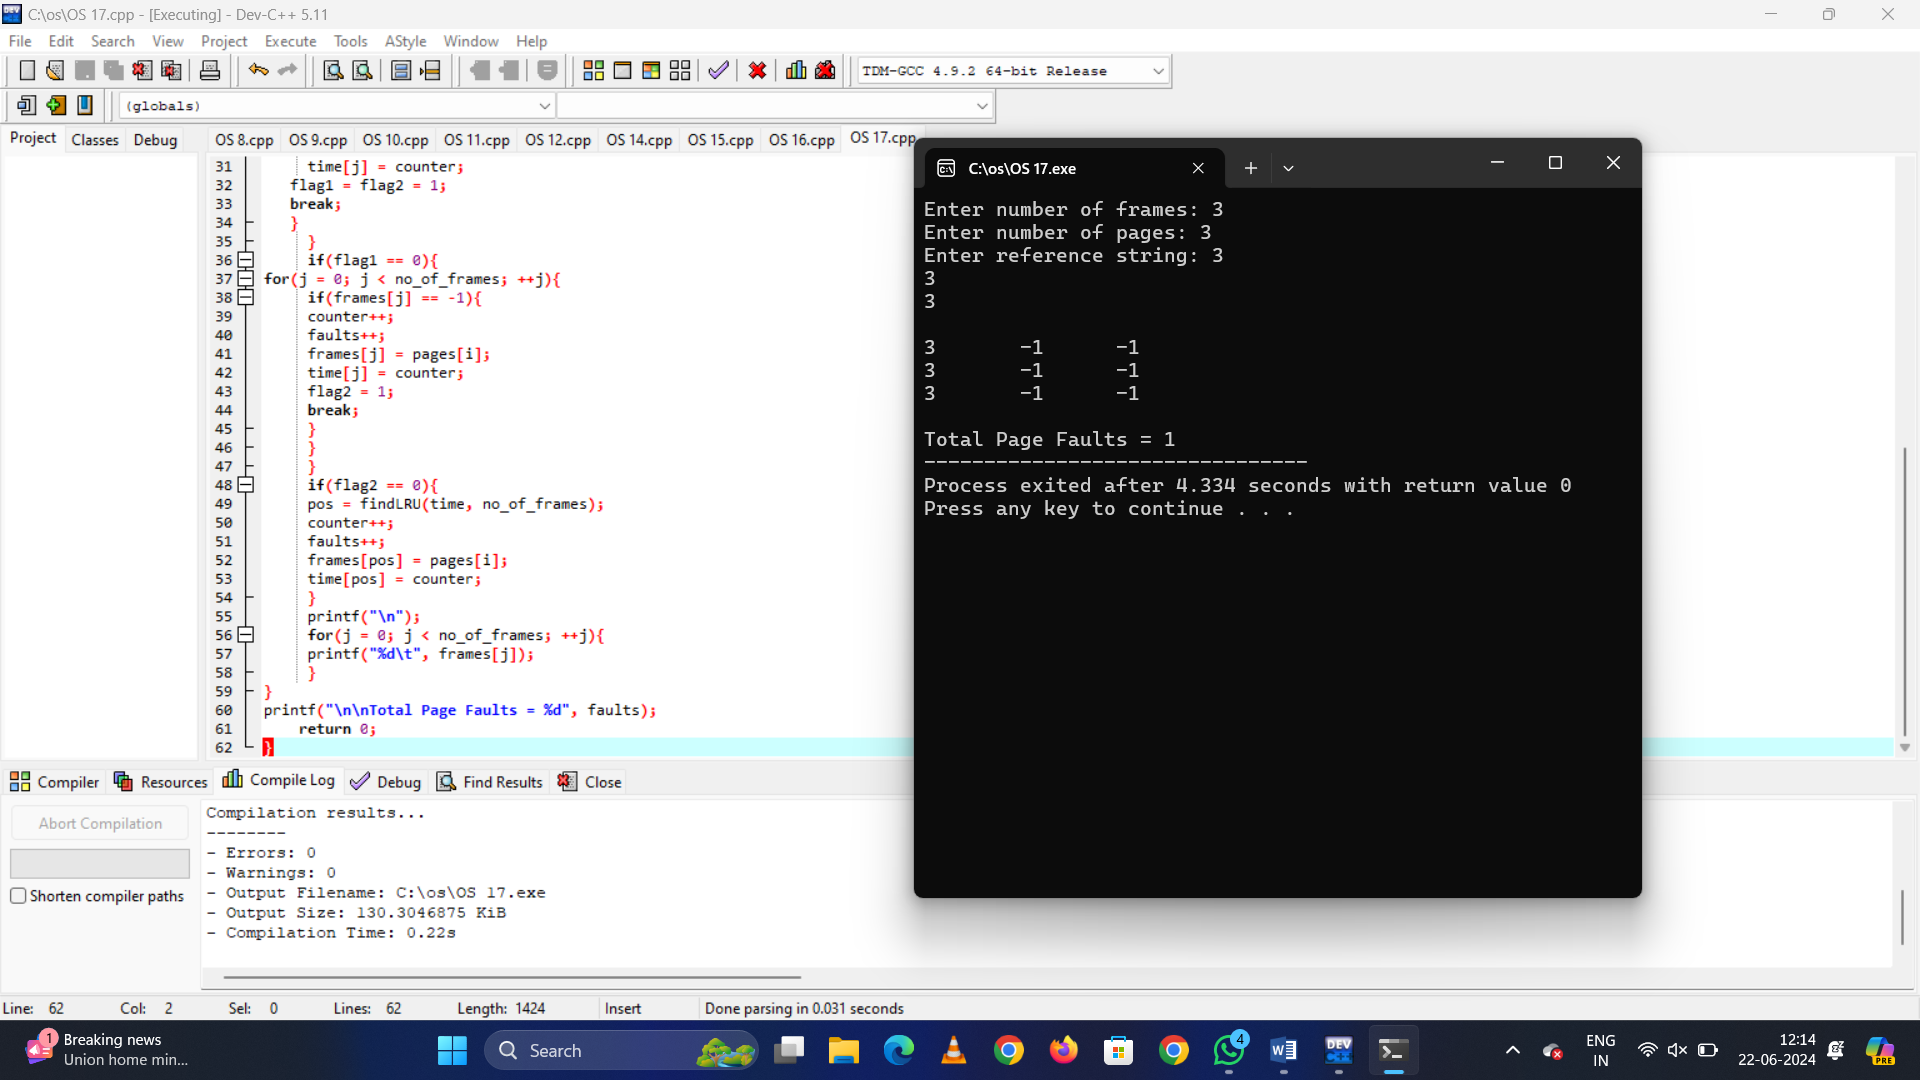 C:\os\OS 17.cpp - [Executing] - Dev-C++ 5.11
File Edit Search View Project Execute Tools AStyle Window Help
TDM-GCC 4.9.2 64-bit Release
(globals)
Project Classes Debug
OS 8.cpp OS 9.cpp OS 10.cpp OS 11.cpp OS 12.cpp OS 14.cpp OS 15.cpp OS 16.cpp OS 17.cpp
31 time[j] = counter;
32 flag1 = flag2 = 1;
33 break;
34 }
35 }
36 if(flag1 == 0){
37 for(j = 0; j < no_of_frames; ++j){
38 if(frames[j] == -1){
39 counter++;
40 faults++;
41 frames[j] = pages[i];
42 time[j] = counter;
43 flag2 = 1;
44 break;
45 }
46 }
47 }
48 if(flag2 == 0){
49 pos = findLRU(time, no_of_frames);
50 counter++;
51 faults++;
52 frames[pos] = pages[i];
53 time[pos] = counter;
54 }
55 printf("\n");
56 for(j = 0; j < no_of_frames; ++j){
57 printf("%d\t", frames[j]);
58 }
59 }
60 printf("\n\nTotal Page Faults = %d", faults);
61 return 0;
62 }
C:\os\OS 17.exe
Enter number of frames: 3
Enter number of pages: 3
Enter reference string: 3
3
3
3 -1 -1
3 -1 -1
3 -1 -1
Total Page Faults = 1
--------------------------------
Process exited after 4.334 seconds with return value 0
Press any key to continue . . .
Compiler Resources Compile Log Debug Find Results Close
Abort Compilation
Shorten compiler paths
Compilation results...
--------
- Errors: 0
- Warnings: 0
- Output Filename: C:\os\OS 17.exe
- Output Size: 130.3046875 KiB
- Compilation Time: 0.22s
Line: 62 Col: 2 Sel: 0 Lines: 62 Length: 1424 Insert Done parsing in 0.031 seconds
1
Breaking news
Union home min...
Search
4
DEV
ENG
IN
12:14
22-06-2024
PRE